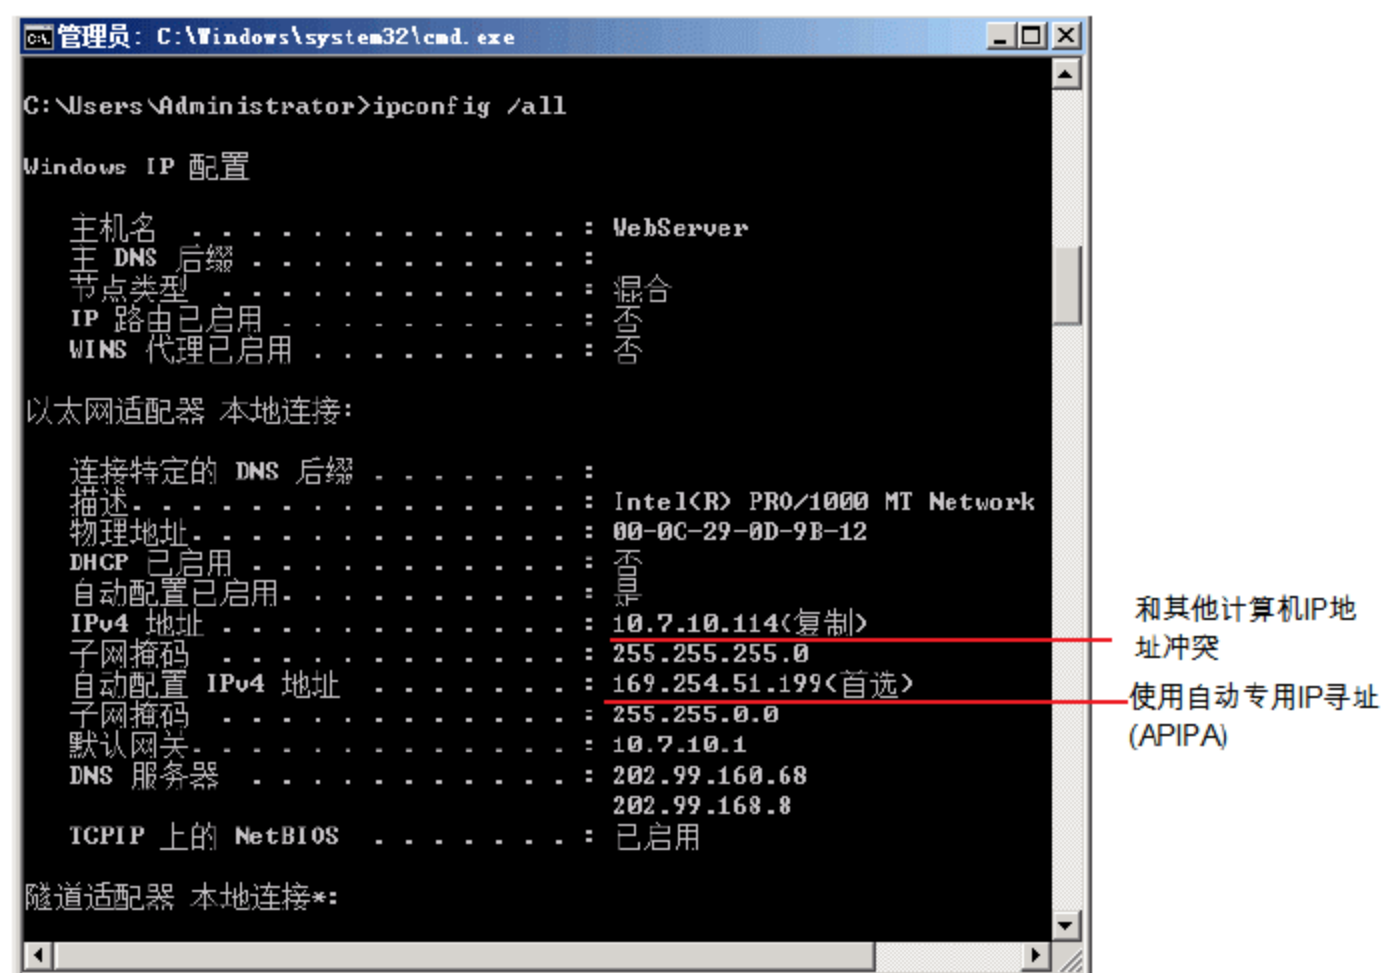 管理员: C:\Windows\system32\cmd.exe
C:\Users\Administrator>ipconfig /all
Windows IP 配置
主机名 . . . . . . . . . . . . . : WebServer
主 DNS 后缀 . . . . . . . . . . . :
节点类型 . . . . . . . . . . . . : 混合
IP 路由已启用 . . . . . . . . . . : 否
WINS 代理已启用 . . . . . . . . . : 否
以太网适配器 本地连接:
连接特定的 DNS 后缀 . . . . . . . :
描述. . . . . . . . . . . . . . . : Intel(R) PRO/1000 MT Network
物理地址. . . . . . . . . . . . . : 00-0C-29-0D-9B-12
DHCP 已启用 . . . . . . . . . . . : 否
自动配置已启用. . . . . . . . . . : 是
IPv4 地址 . . . . . . . . . . . . : 10.7.10.114(复制)
子网掩码 . . . . . . . . . . . . : 255.255.255.0
自动配置 IPv4 地址 . . . . . . . : 169.254.51.199(首选)
子网掩码 . . . . . . . . . . . . : 255.255.0.0
默认网关. . . . . . . . . . . . . : 10.7.10.1
DNS 服务器 . . . . . . . . . . . : 202.99.160.68
202.99.168.8
TCPIP 上的 NetBIOS . . . . . . . : 已启用
隧道适配器 本地连接*:
和其他计算机IP地
址冲突
使用自动专用IP寻址
(APIPA)